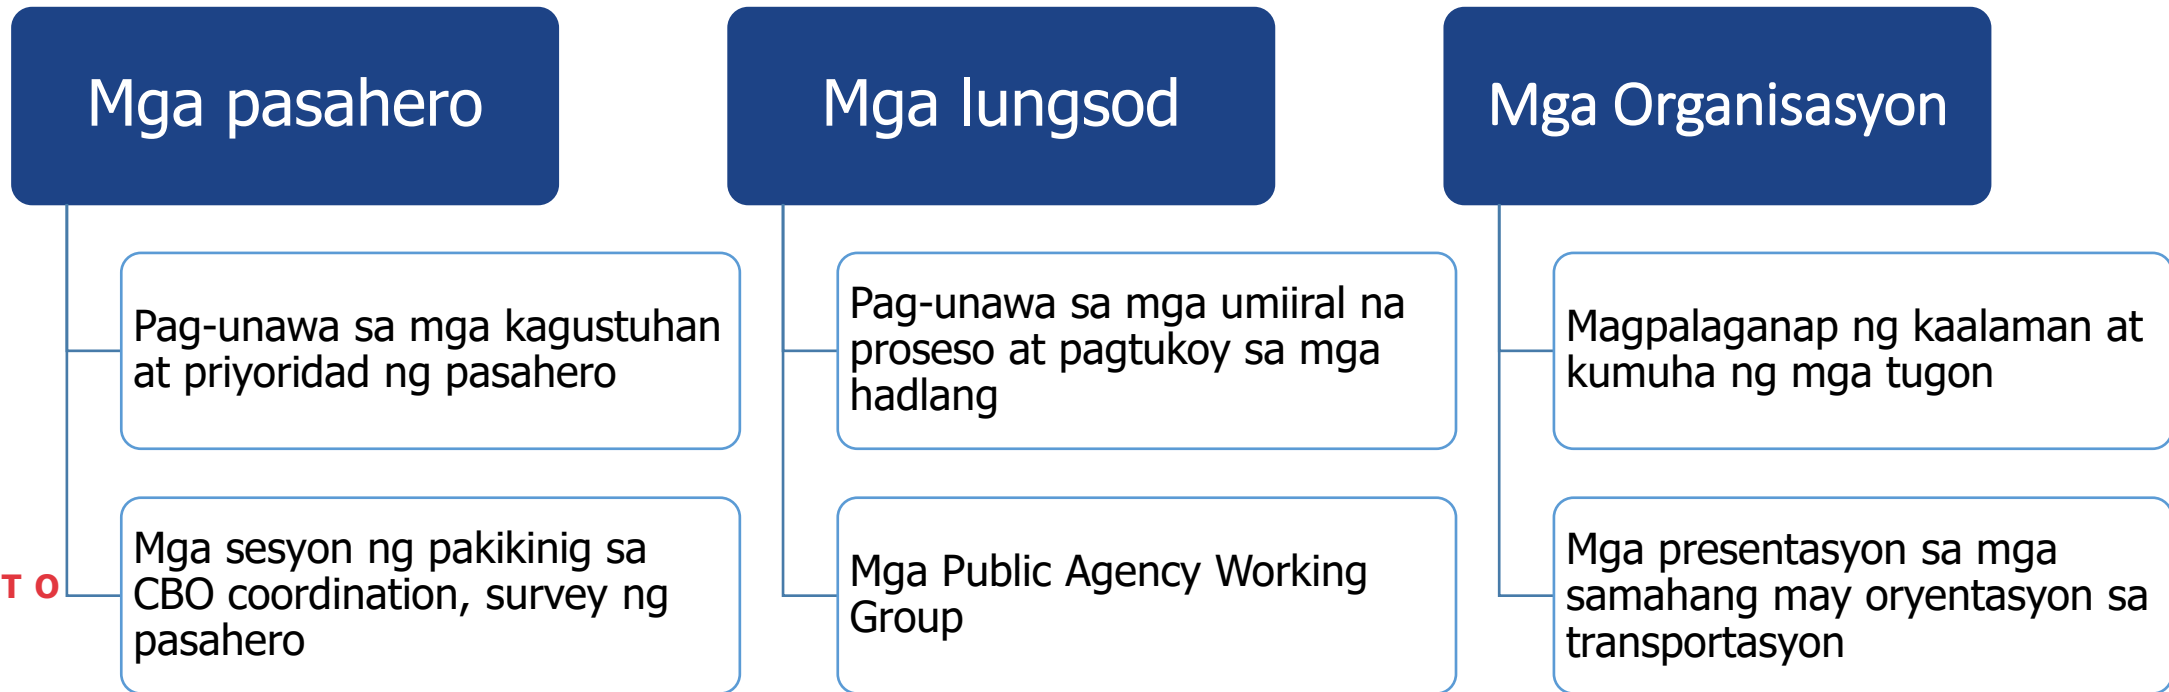 Mga pasahero
Pag-unawa sa mga kagustuhan
at priyoridad ng pasahero
Mga sesyon ng pakikinig sa
CBO coordination, survey ng
pasahero
Mga lungsod
Pag-unawa sa mga umiiral na
proseso at pagtukoy sa mga
hadlang
Mga Public Agency Working
Group
Mga Organisasyon
Magpalaganap ng kaalaman at
kumuha ng mga tugon
Mga presentasyon sa mga
samahang may oryentasyon sa
transportasyon
T O